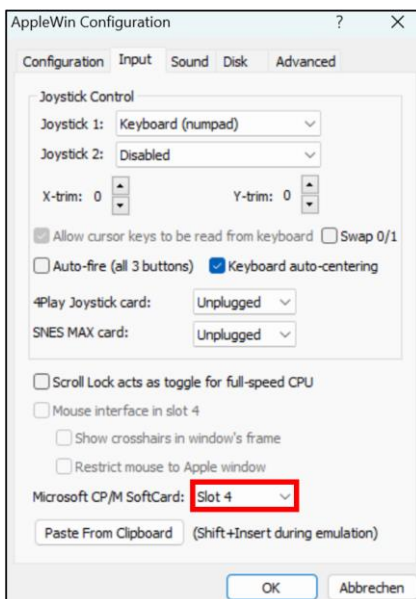 AppleWin Configuration ? X
Configuration Input Sound Disk Advanced
Joystick Control
Joystick 1: Keyboard (numpad)
Joystick 2: Disabled
X-trim: 0 Y-trim: 0
Allow cursor keys to be read from keyboard Swap 0/1
Auto-fire (all 3 buttons) Keyboard auto-centering
4Play Joystick card: Unplugged
SNES MAX card: Unplugged
Scroll Lock acts as toggle for full-speed CPU
Mouse interface in slot 4
Show crosshairs in window's frame
Restrict mouse to Apple window
Microsoft CP/M SoftCard: Slot 4
Paste From Clipboard (Shift+Insert during emulation)
OK Abbrechen